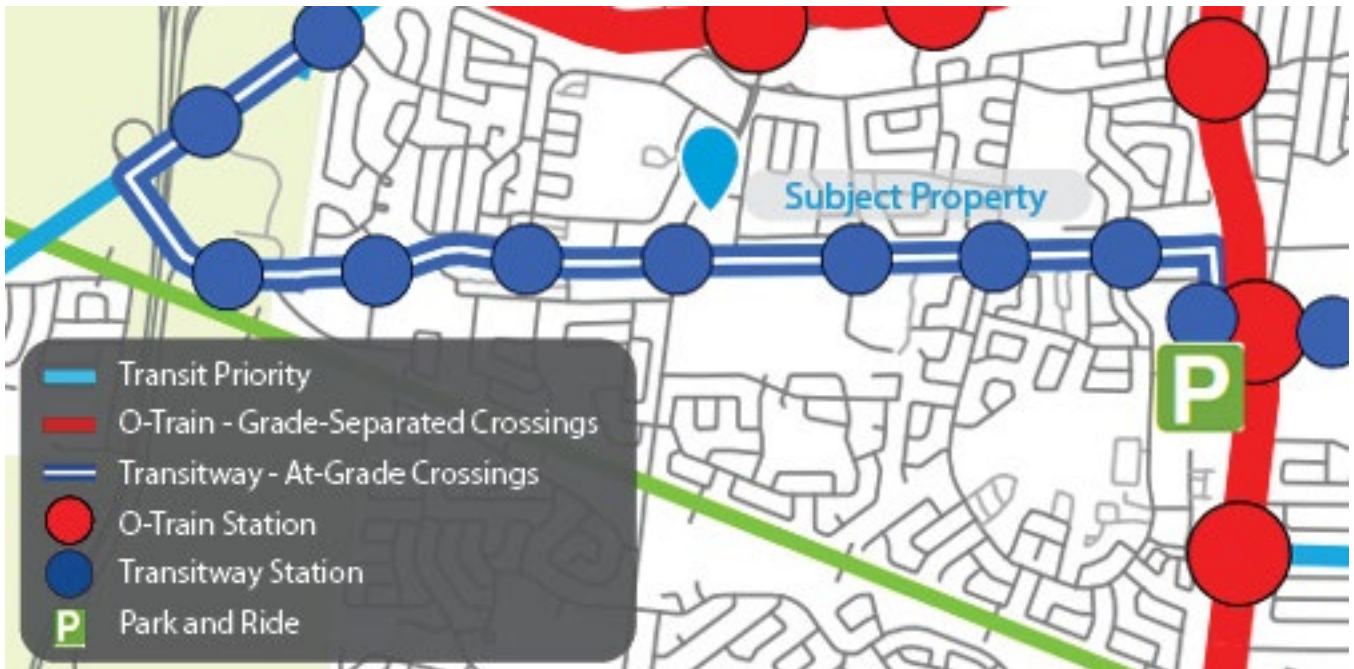 Subject Property
P
Transit Priority
O-Train - Grade-Separated Crossings
Transitway - At-Grade Crossings
O-Train Station
Transitway Station
P Park and Ride